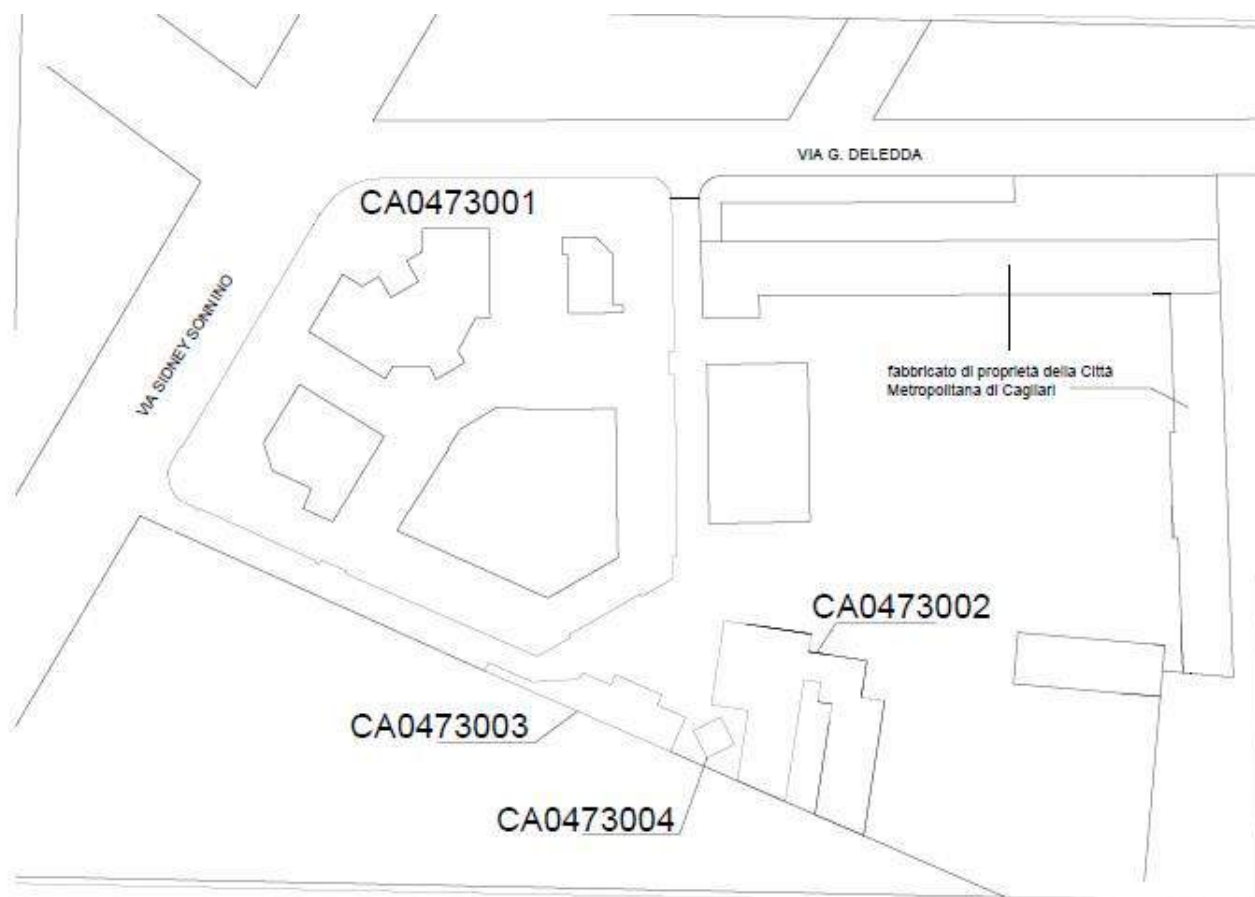 VIA G. DELEDDA
CA0473001
VIA SIDNEY SONNINO
fabbricato di proprietà della Città
Metropolitana di Cagliari
CA0473002
CA0473003
CA0473004